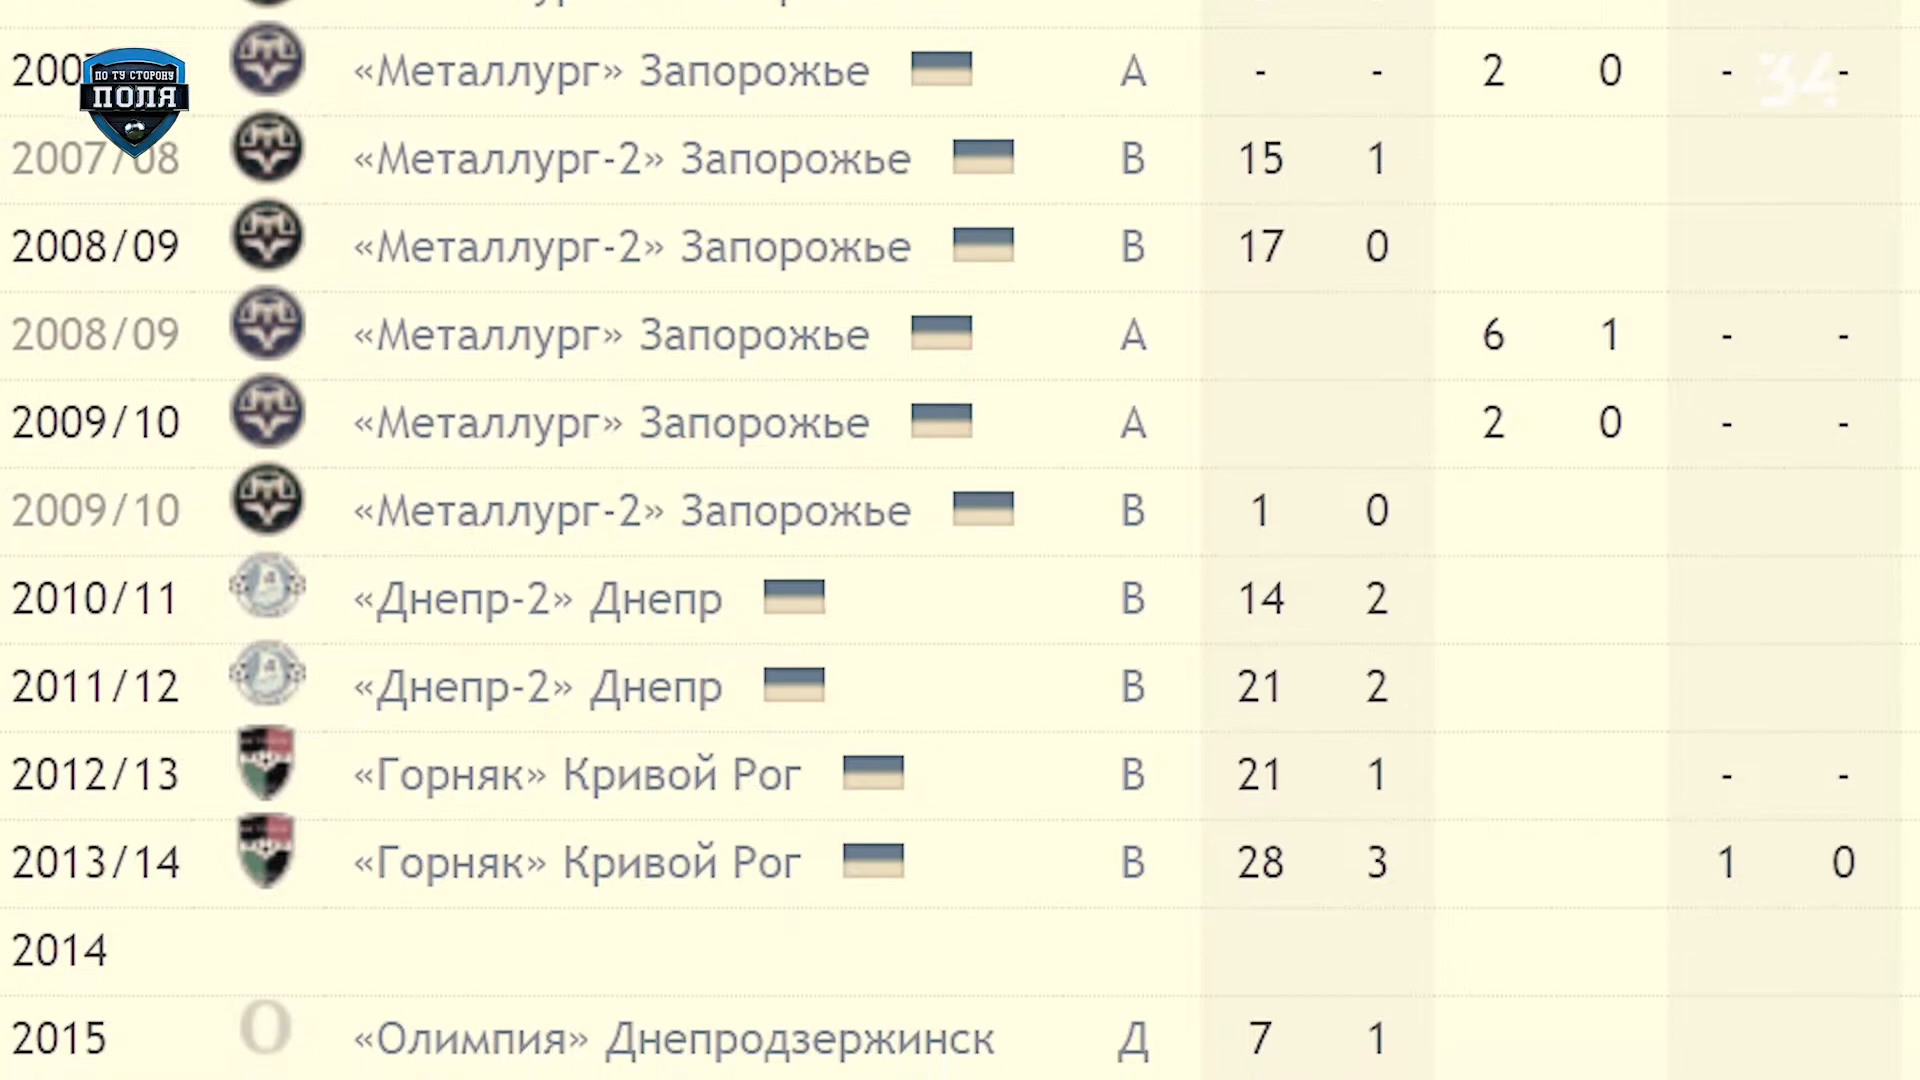 200
«Металлург» Запорожье А - - 2 0 - -
ПО ТУ СТОРОНУ
ПОЛЯ
34
2007/08 «Металлург-2» Запорожье В 15 1
2008/09 «Металлург-2» Запорожье В 17 0
2008/09 «Металлург» Запорожье А 6 1 - -
2009/10 «Металлург» Запорожье А 2 0 - -
2009/10 «Металлург-2» Запорожье В 1 0
2010/11 «Днепр-2» Днепр В 14 2
2011/12 «Днепр-2» Днепр В 21 2
2012/13 «Горняк» Кривой Рог В 21 1 - -
2013/14 «Горняк» Кривой Рог В 28 3 1 0
2014
2015 О «Олимпия» Днепродзержинск Д 7 1